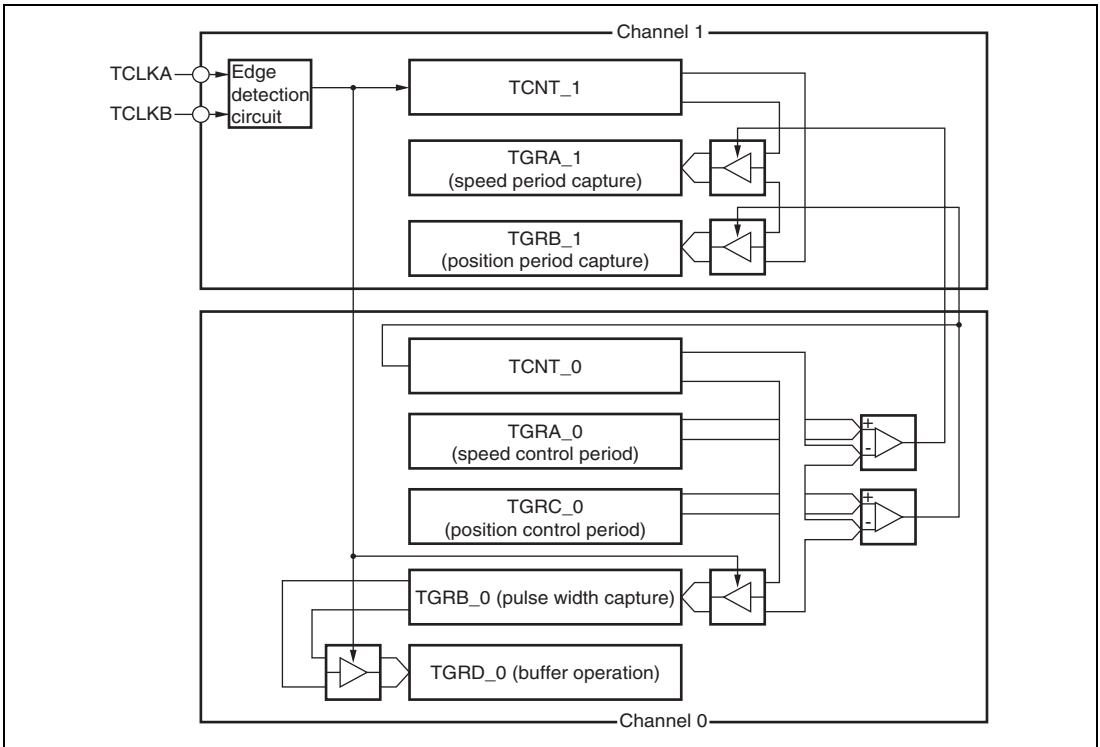 Channel 1
TCLKA
TCLKB
Edge
detection
circuit
TCNT_1
TGRA_1
(speed period capture)
TGRB_1
(position period capture)
TCNT_0
TGRA_0
(speed control period)
+
-
TGRC_0
(position control period)
+
-
TGRB_0 (pulse width capture)
TGRD_0 (buffer operation)
Channel 0